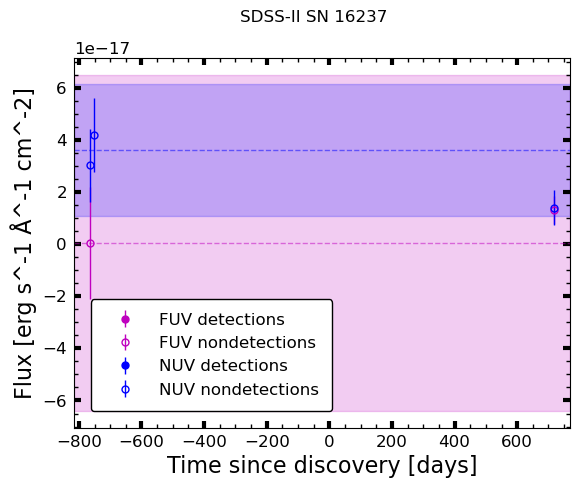 SDSS-II SN 16237
1e−17
Flux [erg s^-1 Å^-1 cm^-2]
6
4
2
0
−2
−4
−6
FUV detections
FUV nondetections
NUV detections
NUV nondetections
−800 −600 −400 −200 0 200 400 600
Time since discovery [days]